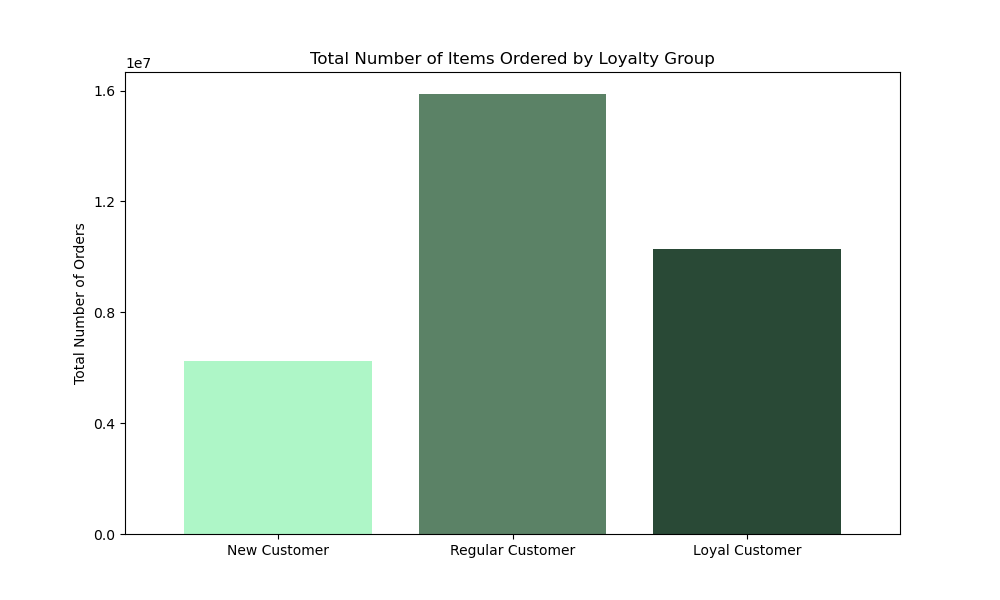 Total Number of Items Ordered by Loyalty Group
1e7
1.6
1.2
0.8
0.4
0.0
Total Number of Orders
New Customer
Regular Customer
Loyal Customer